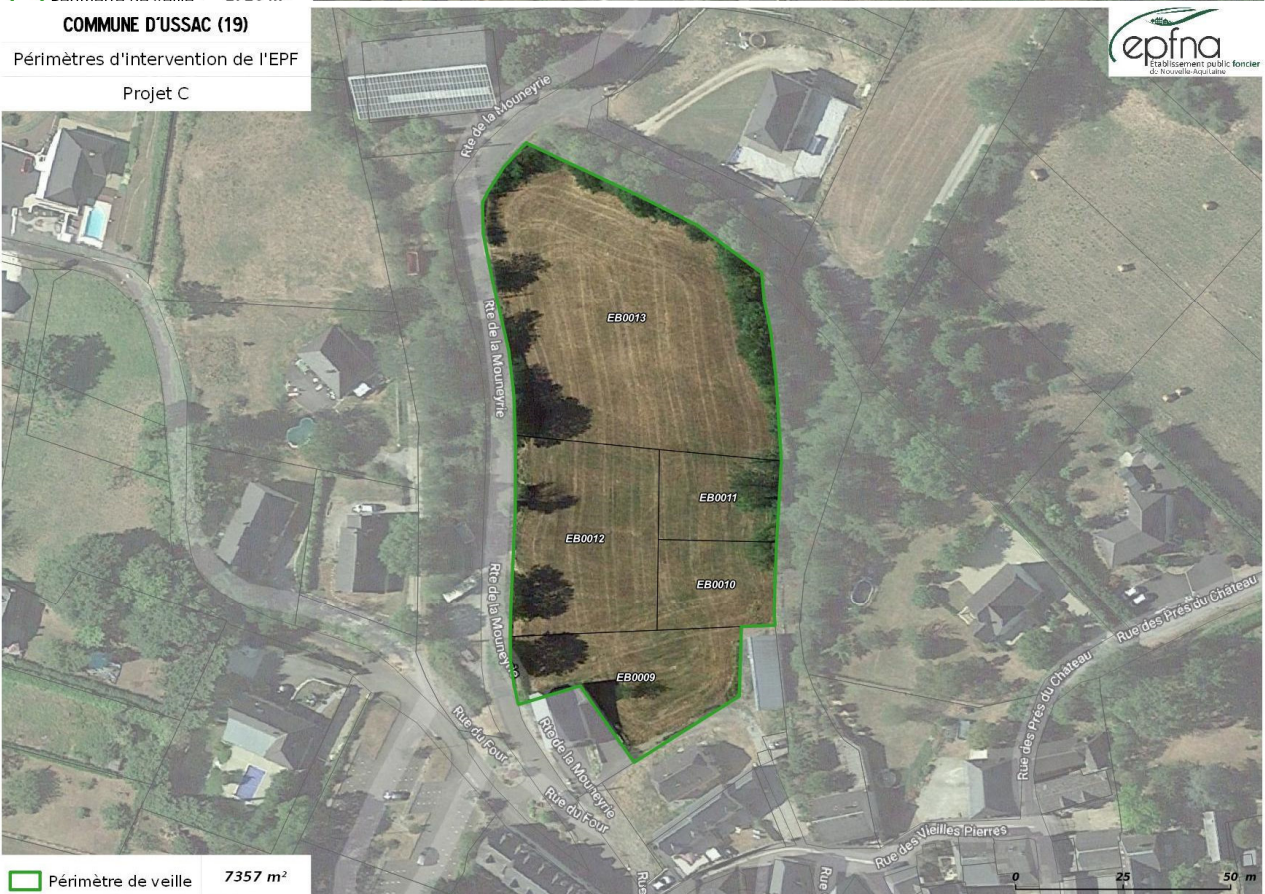 COMMUNE D'USSAC (19)
Périmètres d'intervention de l'EPF
Projet C
epfna
Établissement public foncier
de Nouvelle-Aquitaine
Rte de la Mouneyrie
Rte de la Mouneyrie
EB0013
EB0011
EB0012
EB0010
Rte de la Mouneyrie
EB0009
Rue des Prés du Château
Rue des Prés du Château
Rue du Four
Rte de la Mouneyrie
Rue du Four
Rue des Vieilles Pierres
Rue
Rue
0 25 50 m
Périmètre de veille 7357 m²